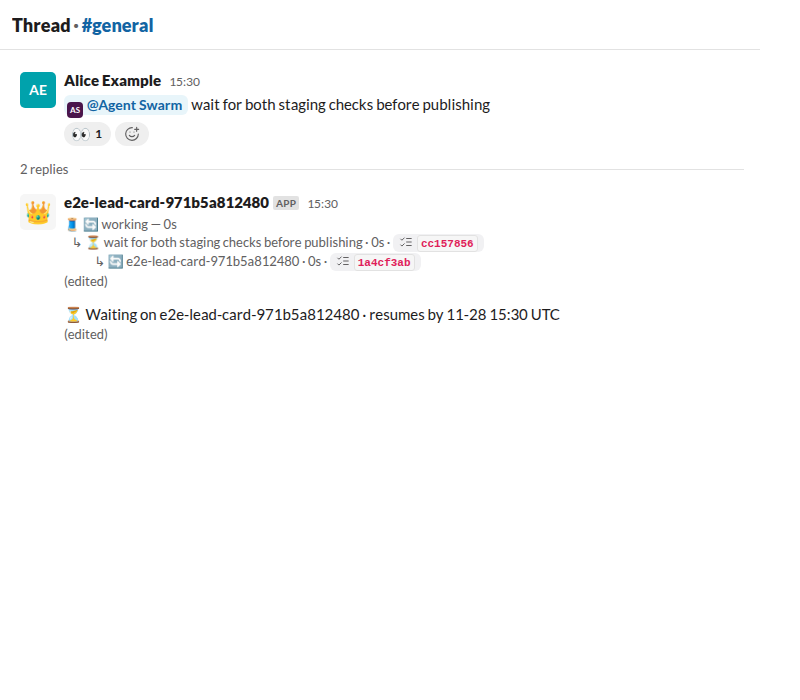 Thread • #general
AE
Alice Example 15:30
AS @Agent Swarm wait for both staging checks before publishing
1
2 replies
e2e-lead-card-971b5a812480 APP 15:30
working — 0s
↳ wait for both staging checks before publishing · 0s · cc157856
↳ e2e-lead-card-971b5a812480 · 0s · 1a4cf3ab
(edited)
Waiting on e2e-lead-card-971b5a812480 · resumes by 11-28 15:30 UTC
(edited)